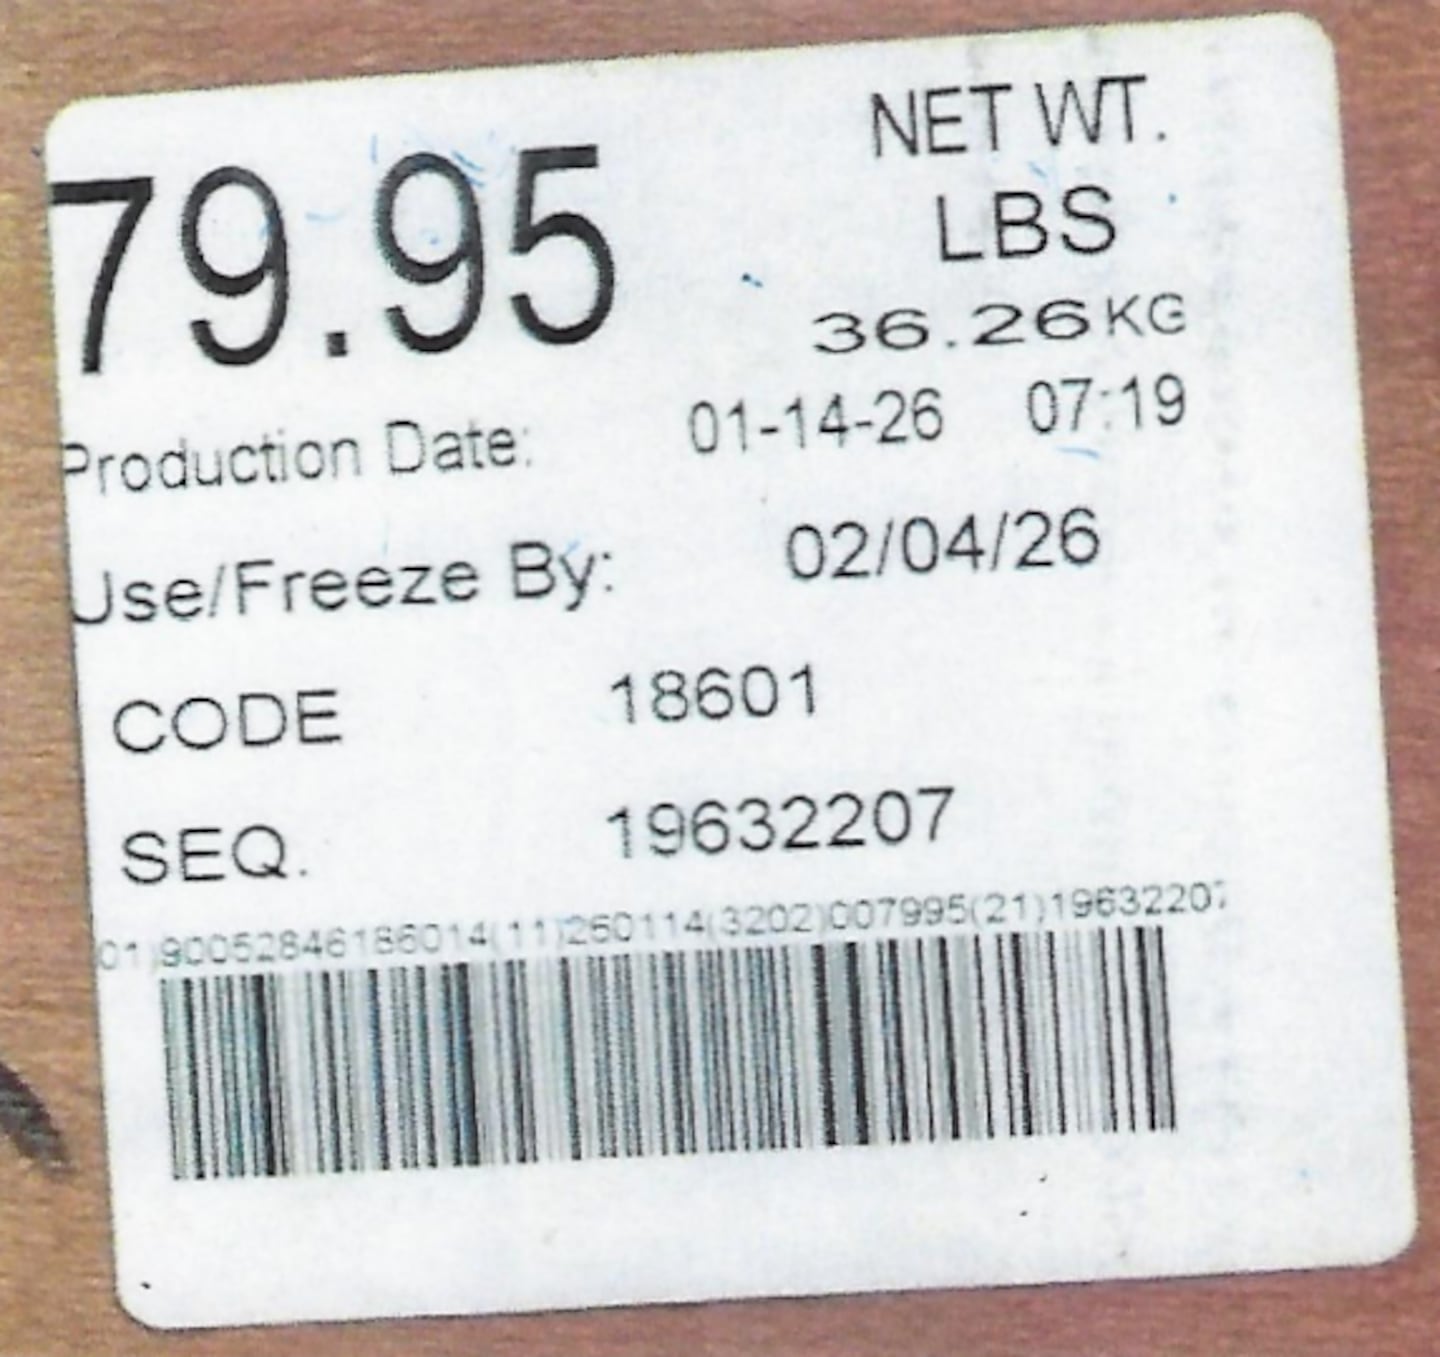 79.95 NET WT.
LBS
36.26KG
Production Date: 01-14-26 07:19
Use/Freeze By: 02/04/26
CODE 18601
SEQ. 19632207
01)90052846186014(11)260114(3202)007995(21)19632207